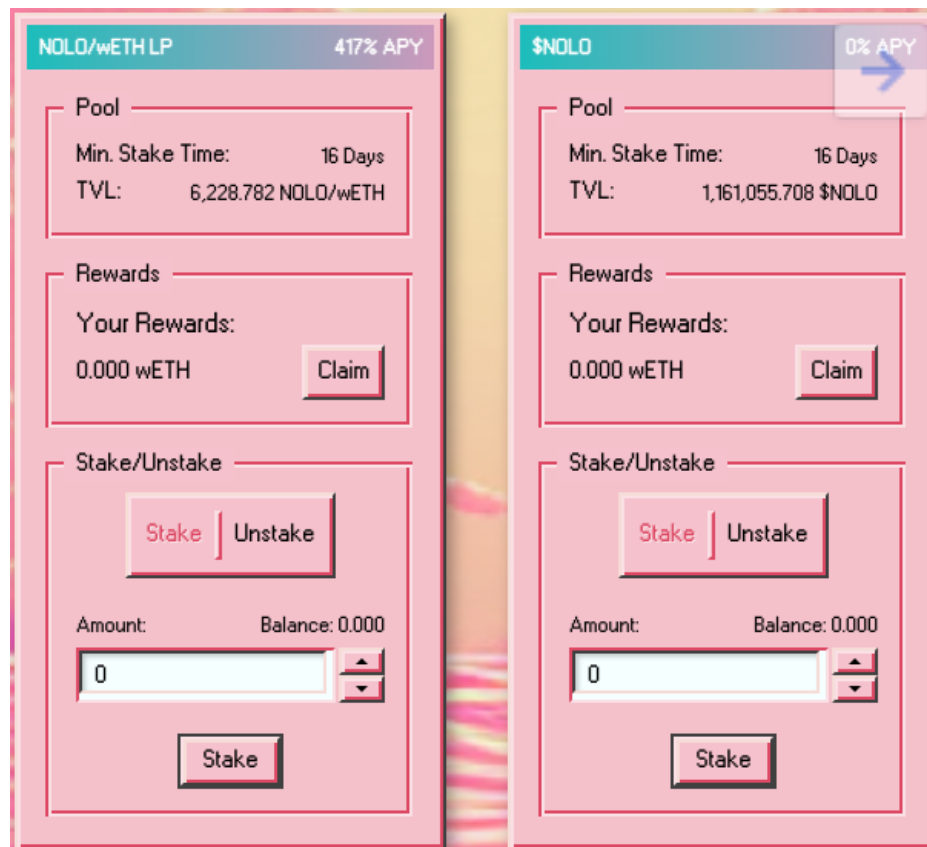 NOLO/wETH LP 417% APY
Pool
Min. Stake Time: 16 Days
TVL: 6,228.782 NOLO/wETH
Rewards
Your Rewards:
0.000 wETH Claim
Stake/Unstake
Stake Unstake
Amount: Balance: 0.000
0
Stake
$NOLO 0% APY
Pool
Min. Stake Time: 16 Days
TVL: 1,161,055.708 $NOLO
Rewards
Your Rewards:
0.000 wETH Claim
Stake/Unstake
Stake Unstake
Amount: Balance: 0.000
0
Stake